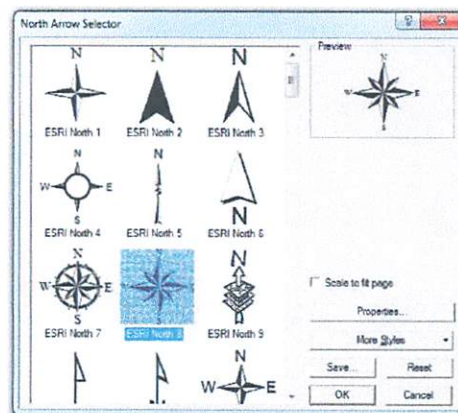 North Arrow Selector
Preview
N N N
ESRI North 1 ESRI North 2 ESRI North 3
N
W E
N
W E
S
N
N
ESRI North 4 ESRI North 5 ESRI North 6
N
W E
S
N
W E
N
ESRI North 7 ESRI North 8 ESRI North 9
N
W E
Scale to fit page
Properties...
More Styles
Save... Reset
OK Cancel